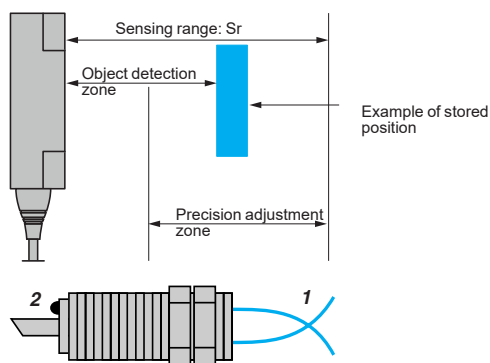 Sensing range: Sr
Object detection
zone
Example of stored
position
Precision adjustment
zone
2
1